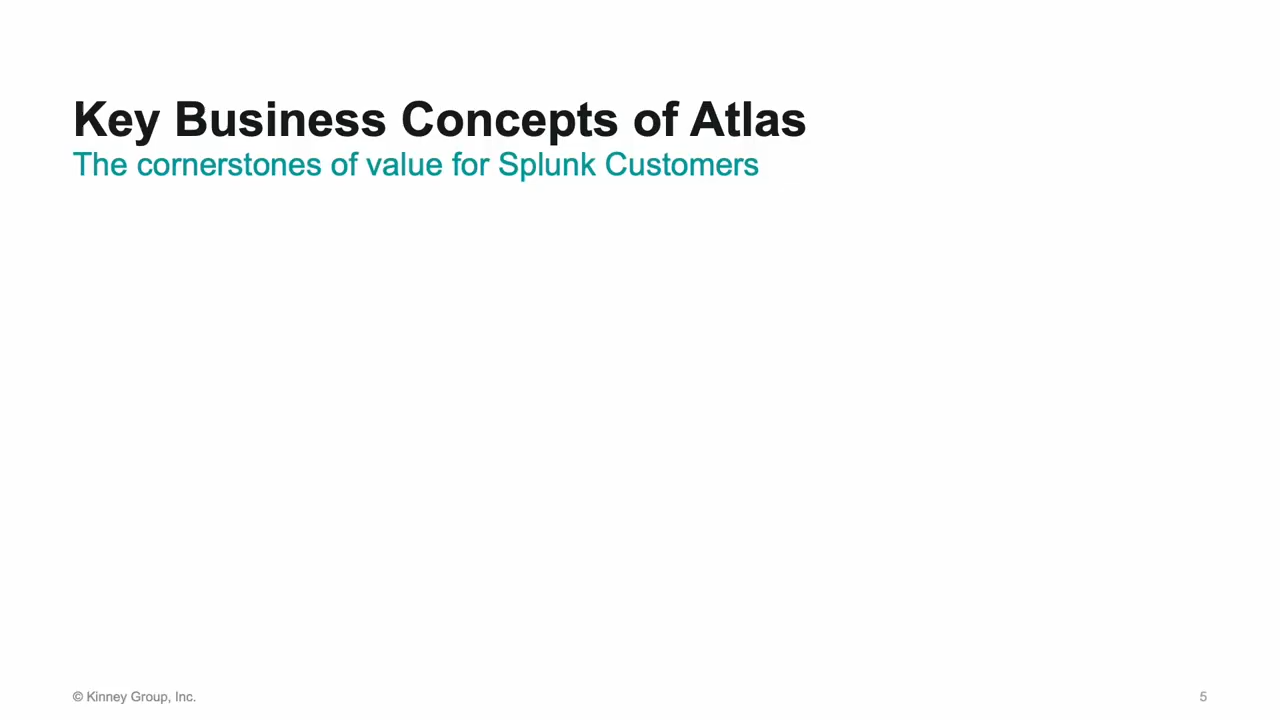 Key Business Concepts of Atlas
The cornerstones of value for Splunk Customers
© Kinney Group, Inc.
5